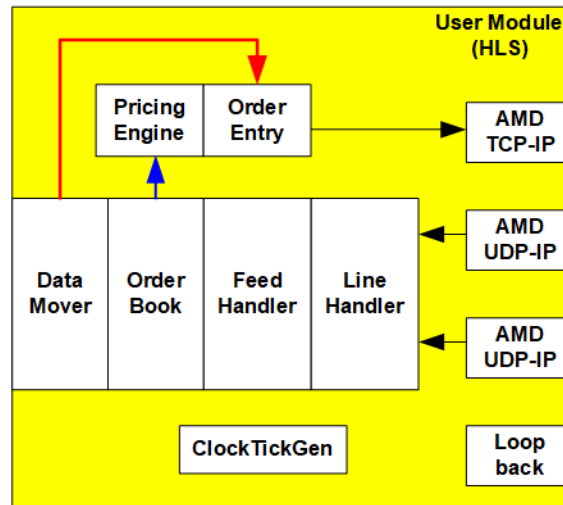 User Module
(HLS)
Pricing
Engine
Order
Entry
AMD
TCP-IP
Data
Mover
Order
Book
Feed
Handler
Line
Handler
AMD
UDP-IP
AMD
UDP-IP
ClockTickGen
Loop
back